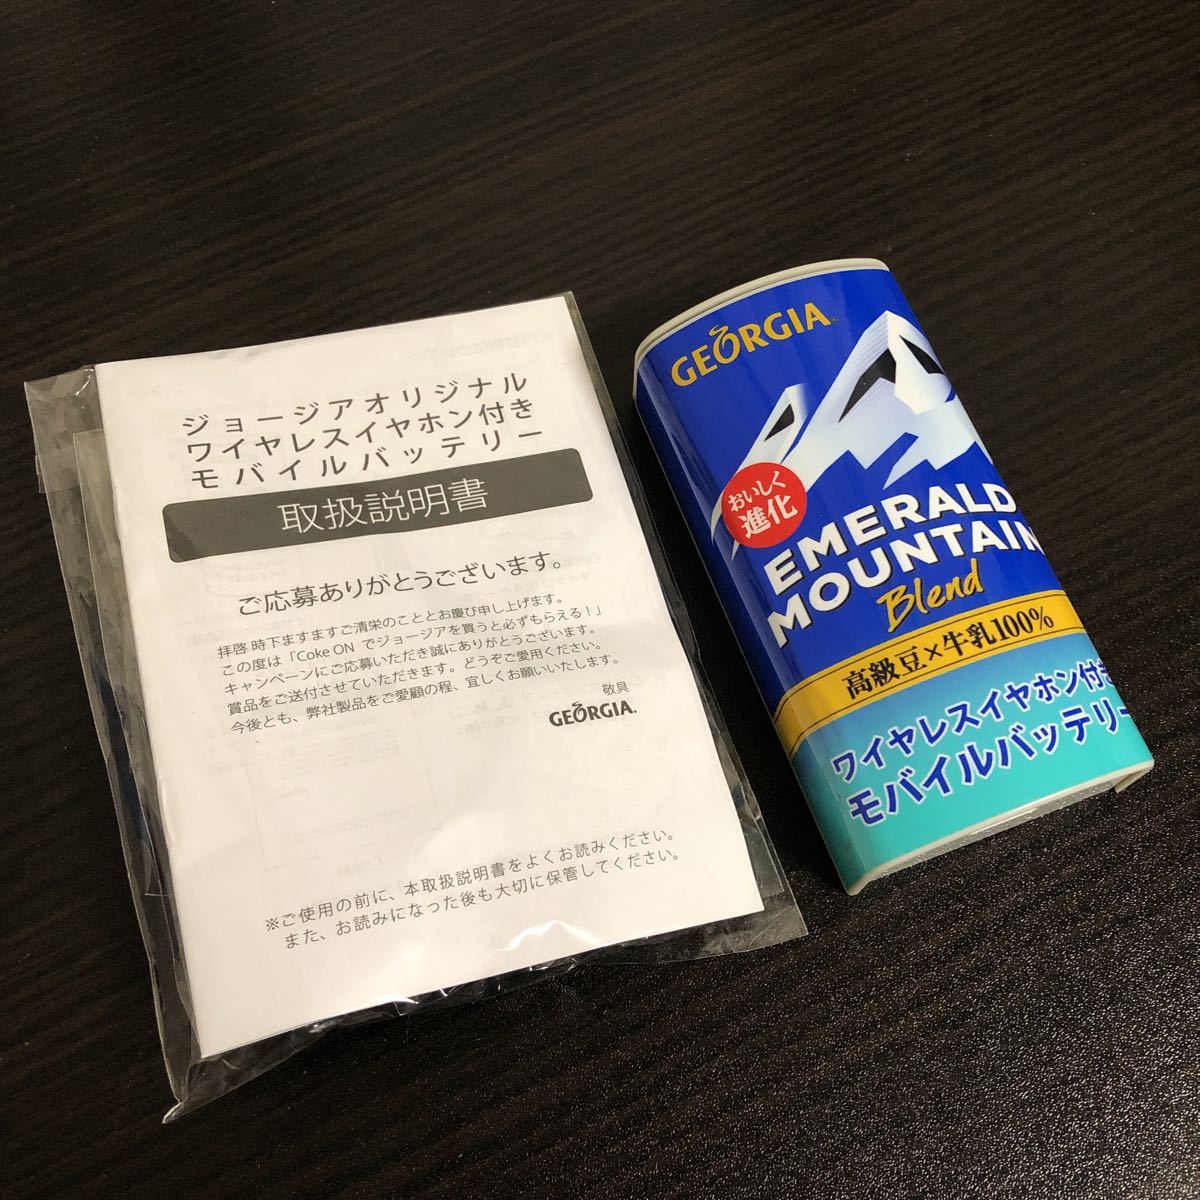 ジョージアオリジナル
ワイヤレスイヤホン付き
モバイルバッテリー
取扱説明書
ご応募ありがとうございます。
拝啓 時下ますますご清栄のこととお慶び申し上げます。
この度は「Coke ON でジョージアを買うと必ずもらえる！」
キャンペーンにご応募いただき誠にありがとうございます。
賞品をご送付させていただきます。どうぞご愛用ください。
今後とも、弊社製品をご愛顧の程、宜しくお願いいたします。
敬具
GEORGIA.
※ご使用の前に、本取扱説明書をよくお読みください。
また、お読みになった後も大切に保管してください。
GEORGIA
おいしく
進化
EMERALD
MOUNTAIN
Blend
高級豆×牛乳100%
ワイヤレスイヤホン付き
モバイルバッテリー